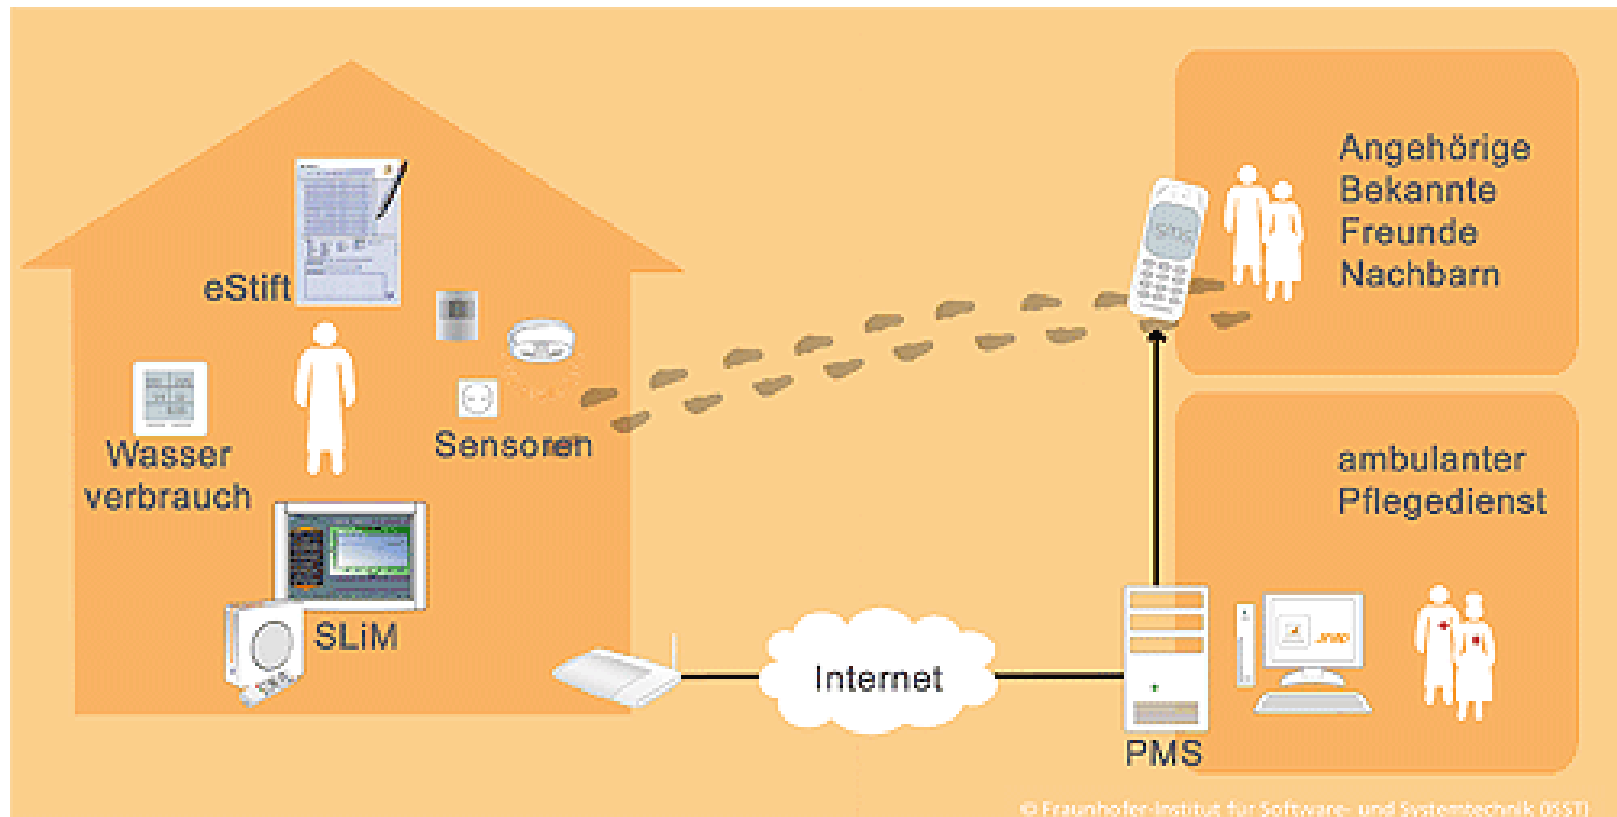 eStift
Wasser
verbrauch
Sensoren
SLiM
Internet
PMS
sms
Angehörige
Bekannte
Freunde
Nachbarn
ambulanter
Pflegedienst
© Fraunhofer-Institut für Software- und Systemtechnik (ISST)